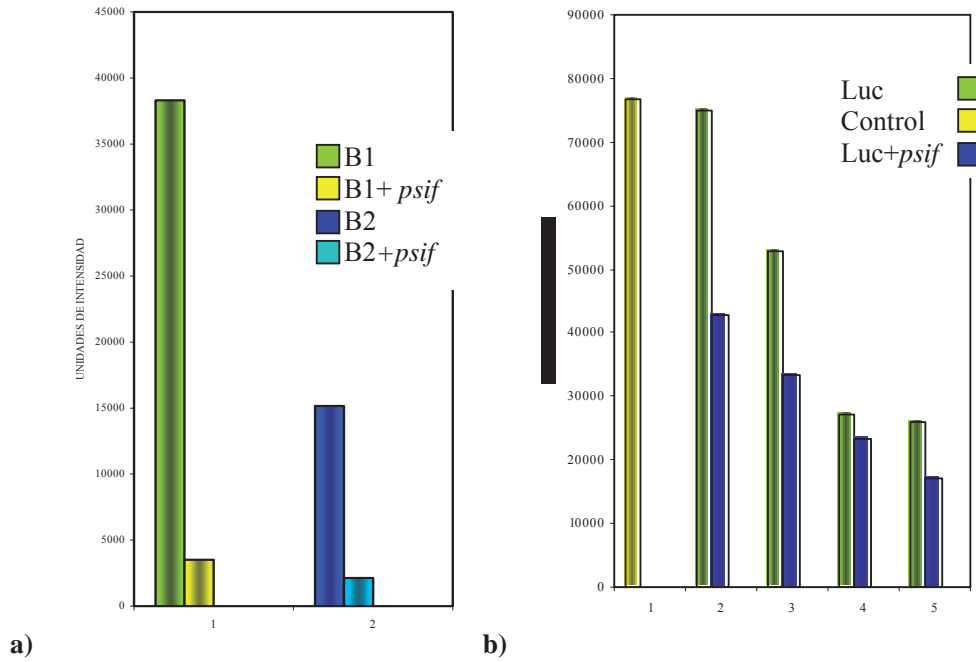 45000
40000
35000
30000
25000
20000
15000
10000
5000
0
UNIDADES DE INTENSIDAD
B1
B1+ psif
B2
B2+psif
1 2
a)
90000
80000
70000
60000
50000
40000
30000
20000
10000
0
Luc
Control
Luc+psif
1 2 3 4 5
b)